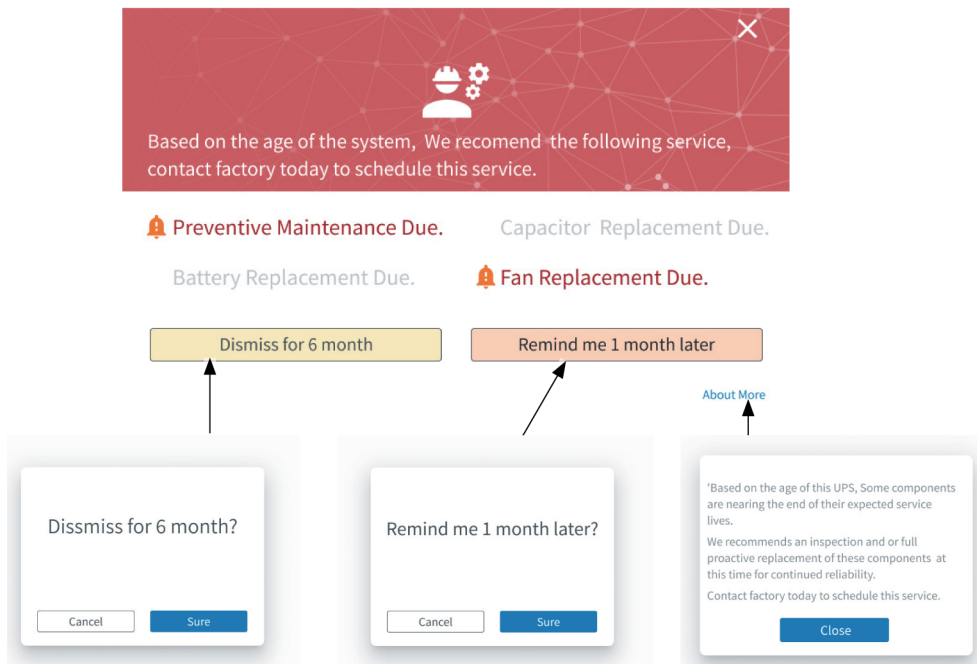 Based on the age of the system, We recomend the following service,
contact factory today to schedule this service.
Preventive Maintenance Due.
Capacitor Replacement Due.
Battery Replacement Due.
Fan Replacement Due.
Dismiss for 6 month
Remind me 1 month later
About More
Dissmiss for 6 month?
Cancel
Sure
Remind me 1 month later?
Cancel
Sure
'Based on the age of this UPS, Some components
are nearing the end of their expected service
lives.
We recommends an inspection and or full
proactive replacement of these components at
this time for continued reliability.
Contact factory today to schedule this service.
Close